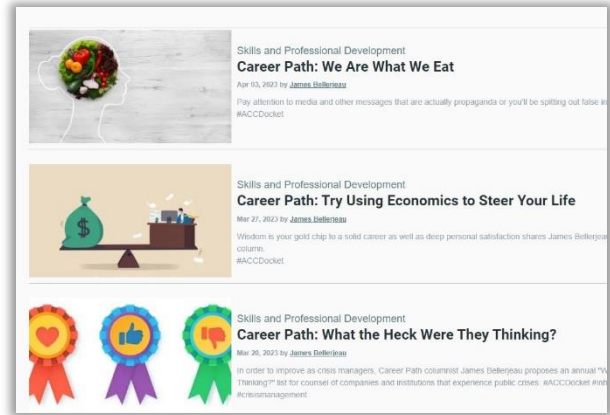 Skills and Professional Development
Career Path: We Are What We Eat
Apr 03, 2023 by James Bellerjeau
Pay attention to media and other messages that are actually propaganda or you'll be spitting out false
#ACCDocket
Skills and Professional Development
Career Path: Try Using Economics to Steer Your Life
Mar 27, 2023 by James Bellerjeau
Wisdom is your gold chip to a solid career as well as deep personal satisfaction shares James Bellerjeau
column.
#ACCDocket
Skills and Professional Development
Career Path: What the Heck Were They Thinking?
Mar 20, 2023 by James Bellerjeau
In order to improve as crisis managers, Career Path columnist James Bellerjeau proposes an annual "W
Thinking?" list for counsel of companies and institutions that experience public crises. #ACCDocket
#crisismanagement